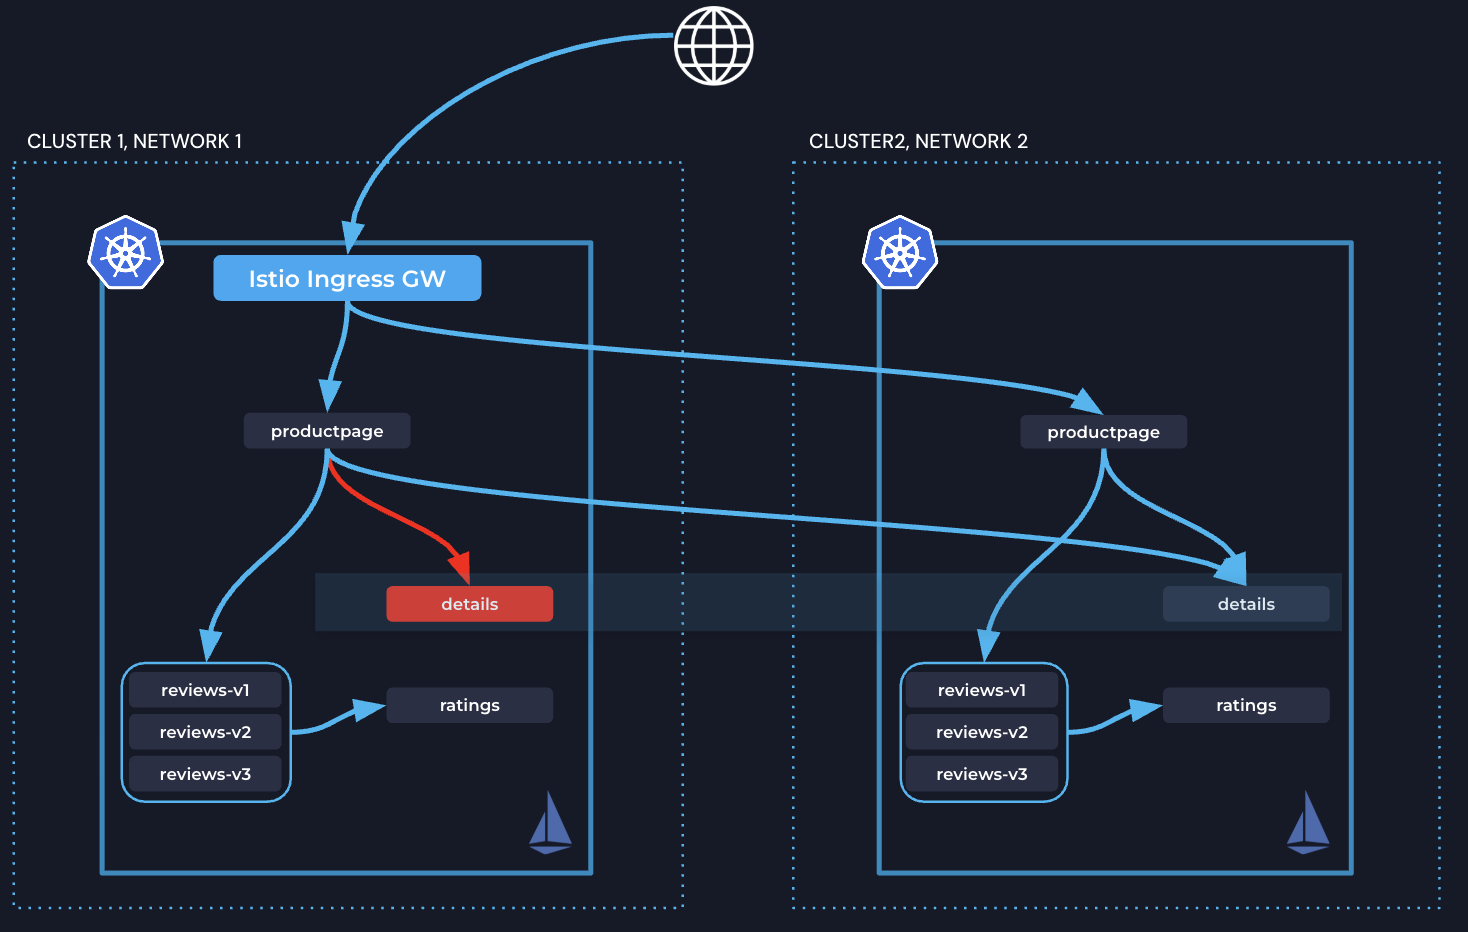 CLUSTER 1, NETWORK 1
Istio Ingress GW
productpage
details
reviews-v1
reviews-v2
reviews-v3
ratings
CLUSTER2, NETWORK 2
productpage
details
reviews-v1
reviews-v2
reviews-v3
ratings